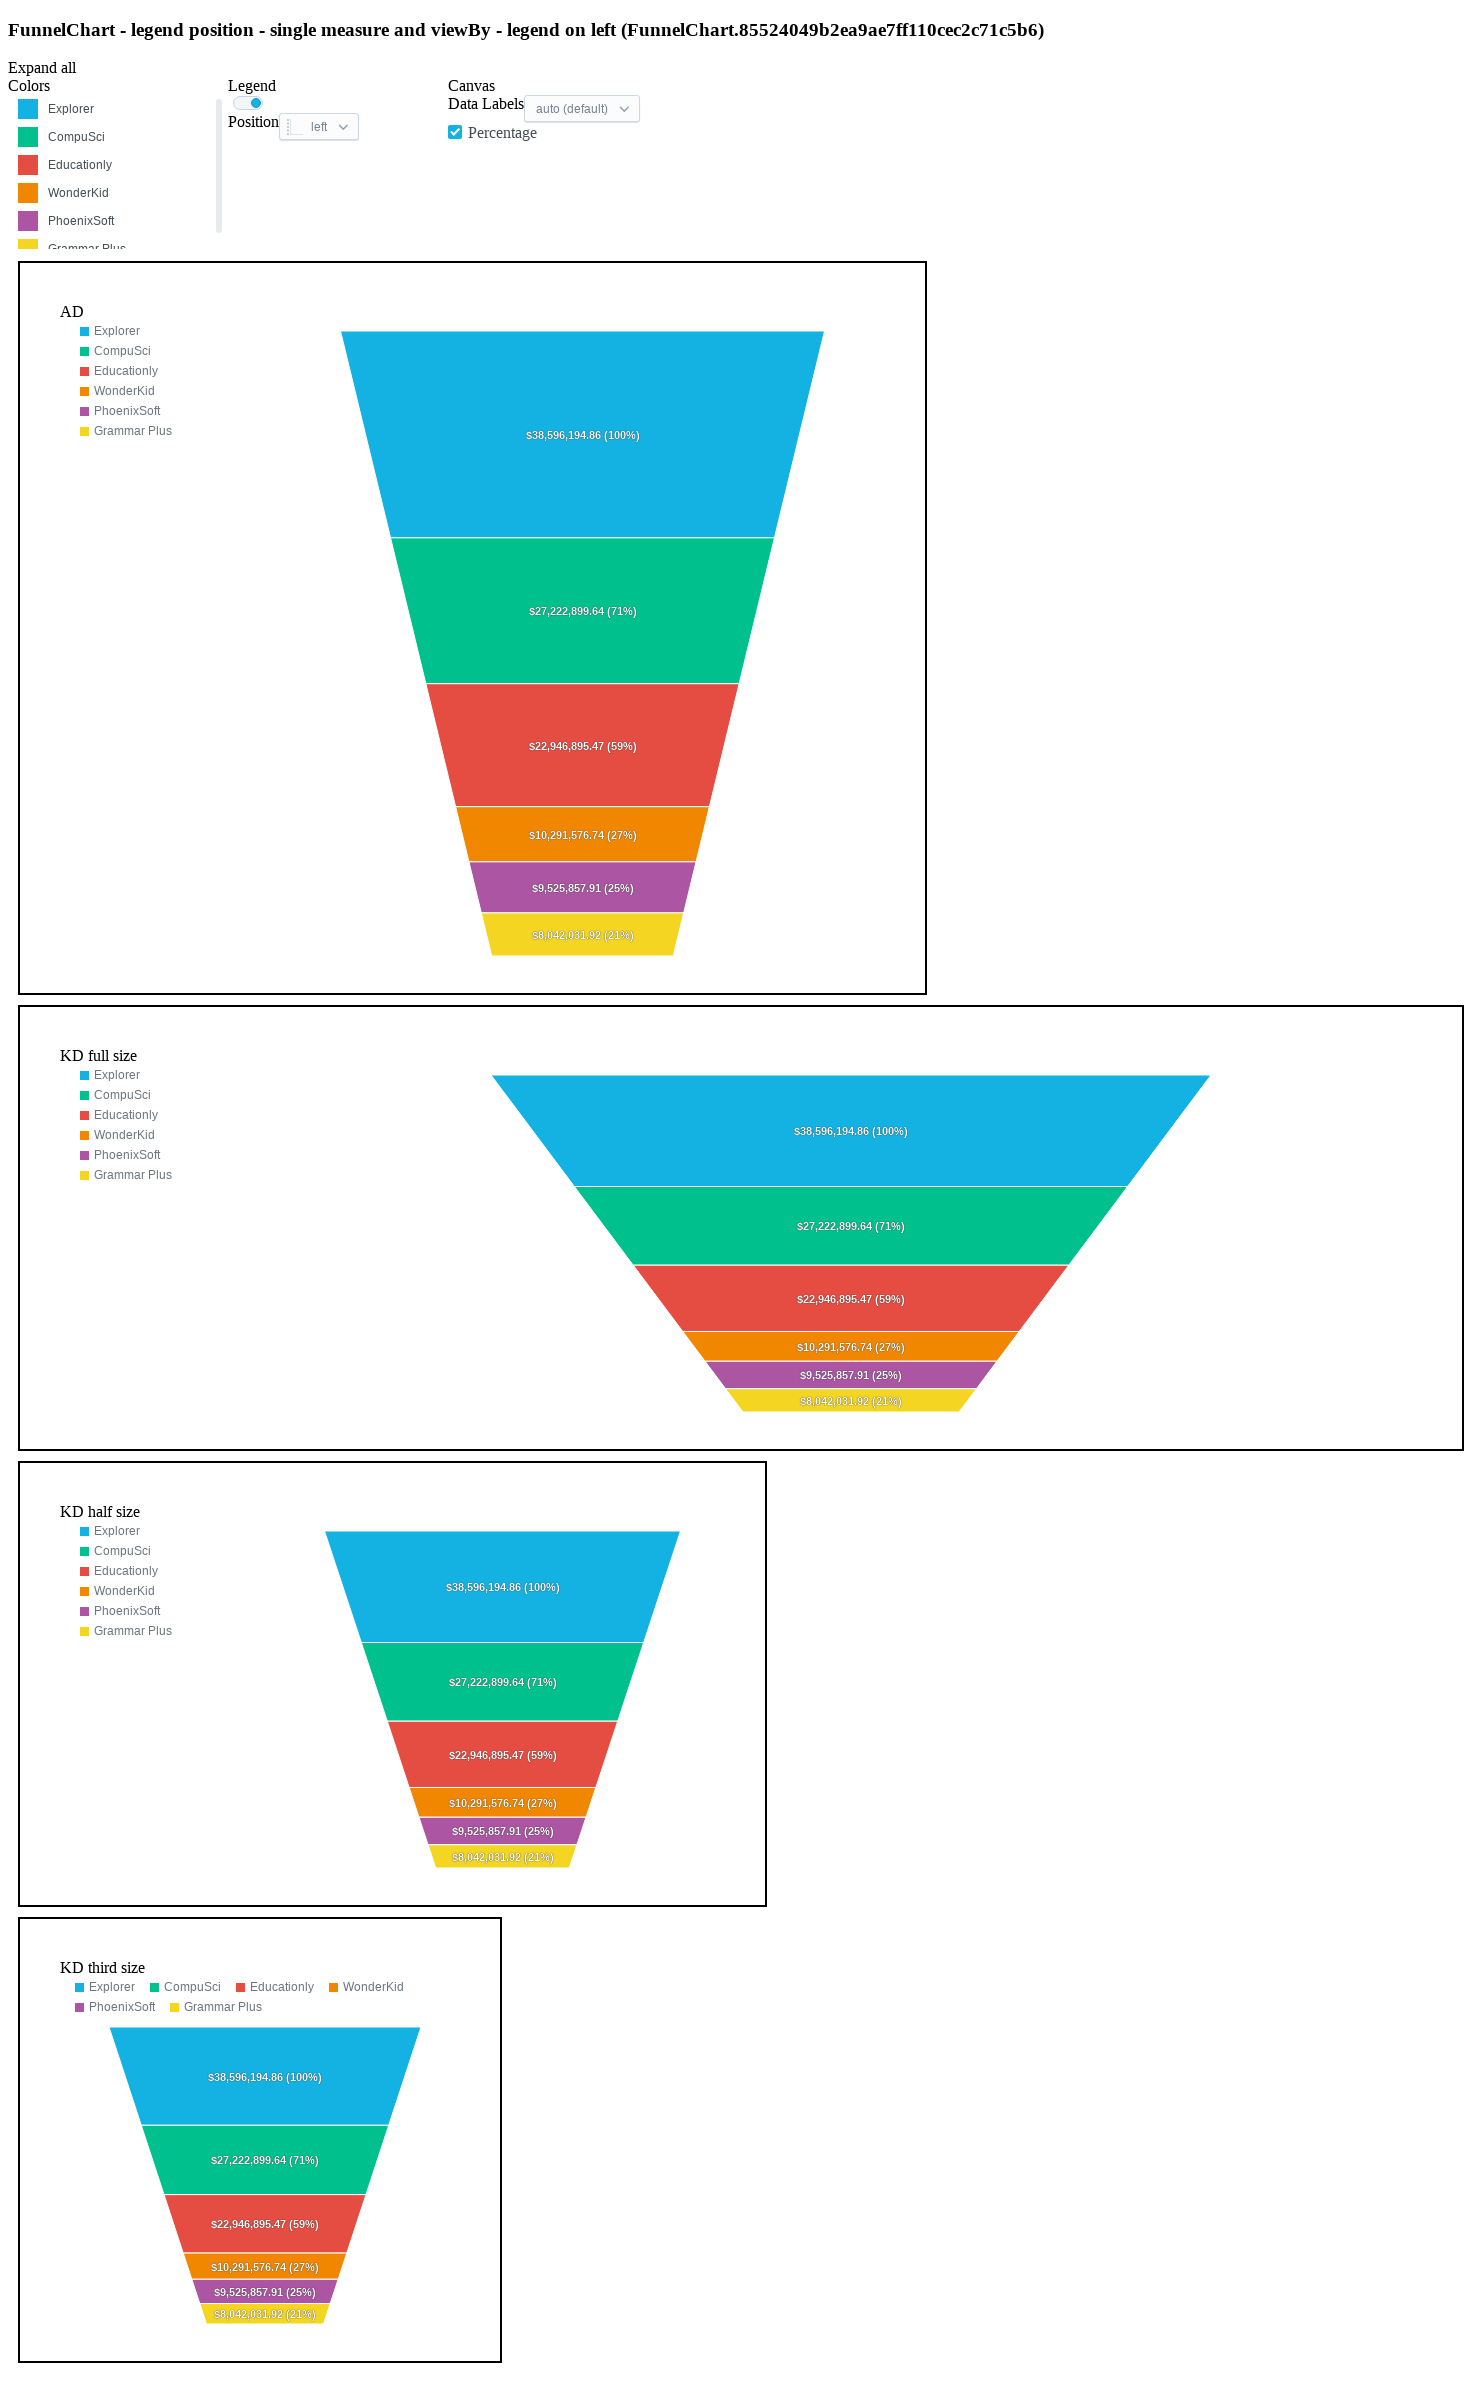 FunnelChart - legend position - single measure and viewBy - legend on left (FunnelChart.85524049b2ea9ae7ff110cec2c71c5b6)
Expand all
Colors
Explorer
CompuSci
Educationly
WonderKid
PhoenixSoft
Grammar Plus
Legend
Position left
Canvas
Data Labels auto (default)
Percentage
AD
Explorer
CompuSci
Educationly
WonderKid
PhoenixSoft
Grammar Plus
$38,596,194.86 (100%)
$27,222,899.64 (71%)
$22,946,895.47 (59%)
$10,291,576.74 (27%)
$9,525,857.91 (25%)
$8,042,031.92 (21%)
KD full size
Explorer
CompuSci
Educationly
WonderKid
PhoenixSoft
Grammar Plus
$38,596,194.86 (100%)
$27,222,899.64 (71%)
$22,946,895.47 (59%)
$10,291,576.74 (27%)
$9,525,857.91 (25%)
$8,042,031.92 (21%)
KD half size
Explorer
CompuSci
Educationly
WonderKid
PhoenixSoft
Grammar Plus
$38,596,194.86 (100%)
$27,222,899.64 (71%)
$22,946,895.47 (59%)
$10,291,576.74 (27%)
$9,525,857.91 (25%)
$8,042,031.92 (21%)
KD third size
Explorer CompuSci Educationly WonderKid
PhoenixSoft Grammar Plus
$38,596,194.86 (100%)
$27,222,899.64 (71%)
$22,946,895.47 (59%)
$10,291,576.74 (27%)
$9,525,857.91 (25%)
$8,042,031.92 (21%)